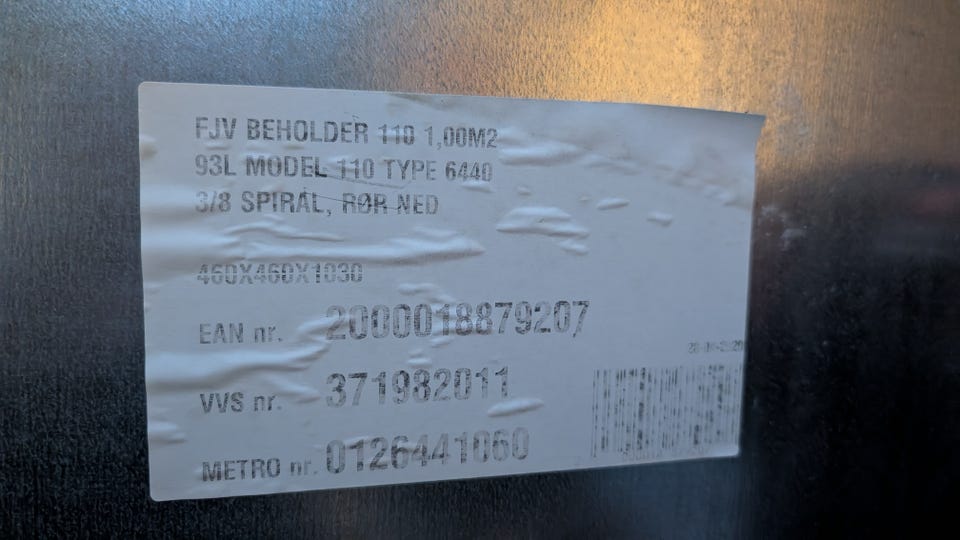 FJV BEHOLDER 110 1,00M2
93L MODEL 110 TYPE 6440
3/8 SPIRAL, RØR NED
460X460X1030
EAN nr. 2000018879207
VVS nr. 371982011
METRO nr. 0126441060